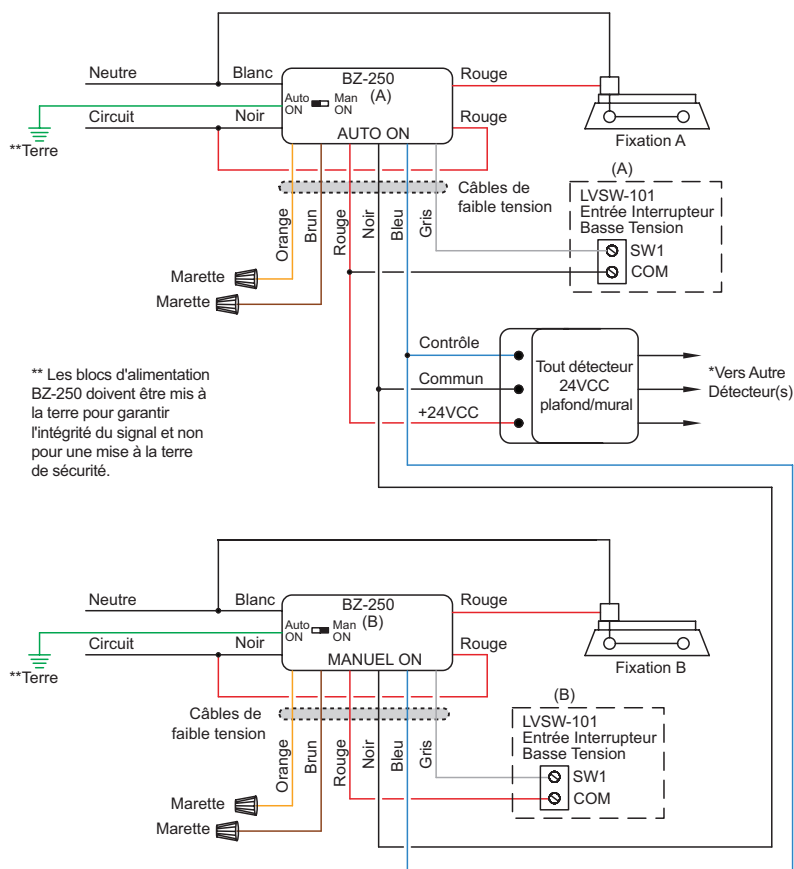 Neutre
Blanc
BZ-250
(A)
Rouge
Auto
ON
Man
ON
Circuit
Noir
Rouge
AUTO ON
**Terre
Fixation A
Câbles de
faible tension
(A)
LVSW-101
Entrée Interrupteur
Basse Tension
SW1
COM
Orange
Brun
Rouge
Noir
Bleu
Gris
Marette
Marette
** Les blocs d'alimentation
BZ-250 doivent être mis à
la terre pour garantir
l'intégrité du signal et non
pour une mise à la terre
de sécurité.
Contrôle
Commun
+24VCC
Tout détecteur
24VCC
plafond/mural
*Vers Autre
Détecteur(s)
Neutre
Blanc
BZ-250
(B)
Rouge
Auto
ON
Man
ON
Circuit
Noir
Rouge
MANUEL ON
**Terre
Fixation B
Câbles de
faible tension
(B)
LVSW-101
Entrée Interrupteur
Basse Tension
SW1
COM
Orange
Brun
Rouge
Noir
Bleu
Gris
Marette
Marette